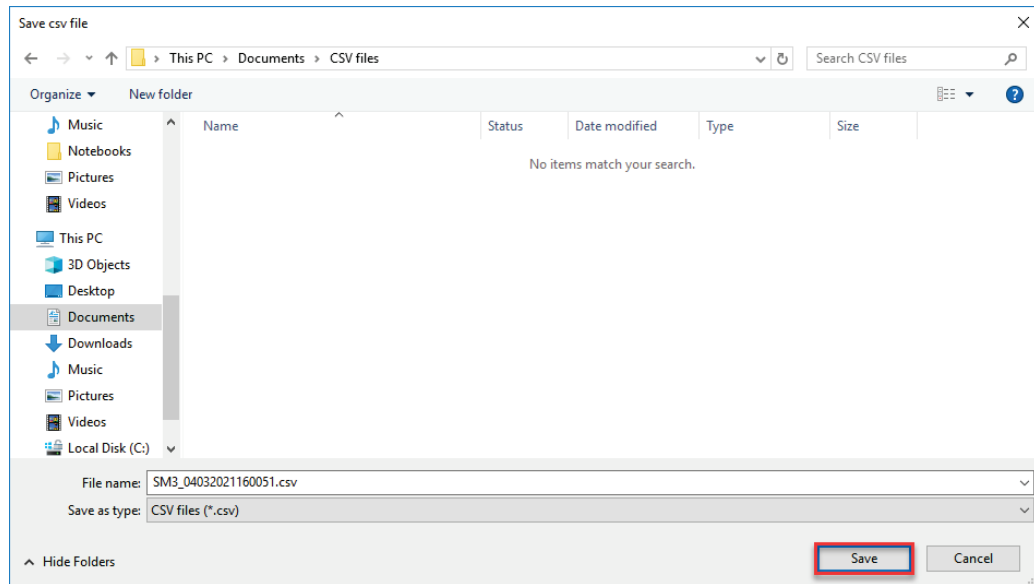 Save csv file
This PC > Documents > CSV files
Search CSV files
Organize
New folder
Name
Status
Date modified
Type
Size
No items match your search.
Music
Notebooks
Pictures
Videos
This PC
3D Objects
Desktop
Documents
Downloads
Music
Pictures
Videos
Local Disk (C:)
File name: SM3_04032021160051.csv
Save as type: CSV files (*.csv)
Hide Folders
Save
Cancel